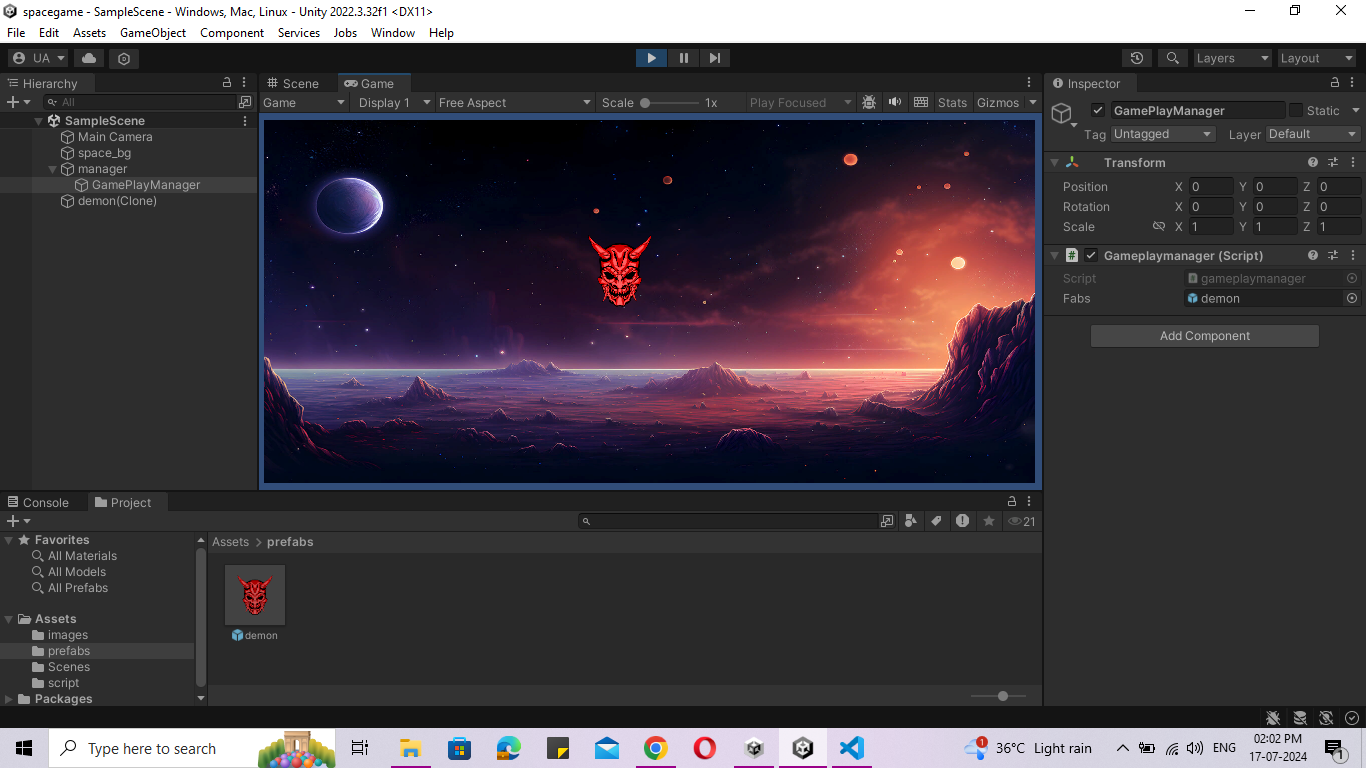 spacegame - SampleScene - Windows, Mac, Linux - Unity 2022.3.32f1 <DX11>
File Edit Assets GameObject Component Services Jobs Window Help
UA Layers Layout
Hierarchy Scene Game Inspector
All Game Display 1 Free Aspect Scale 1x Play Focused Stats Gizmos GamePlayManager Static
SampleScene
Tag Untagged Layer Default
Main Camera
space_bg
Transform
manager
GamePlayManager
Position X 0 Y 0 Z 0
demon(Clone)
Rotation X 0 Y 0 Z 0
Scale X 1 Y 1 Z 1
Gameplaymanager (Script)
Script gameplaymanager
Fabs demon
Add Component
Console Project
21
Favorites Assets > prefabs
All Materials
All Models
All Prefabs
Assets
images demon
prefabs
Scenes
script
Packages
Type here to search 1 36°C Light rain ENG 02:02 PM
17-07-2024 1